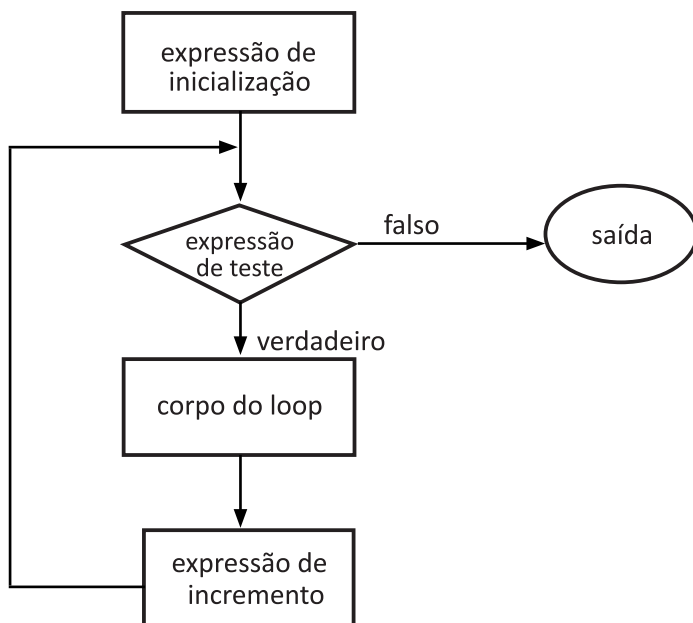 expressão de
inicialização
expressão
de teste
falso
saída
verdadeiro
corpo do loop
expressão de
incremento